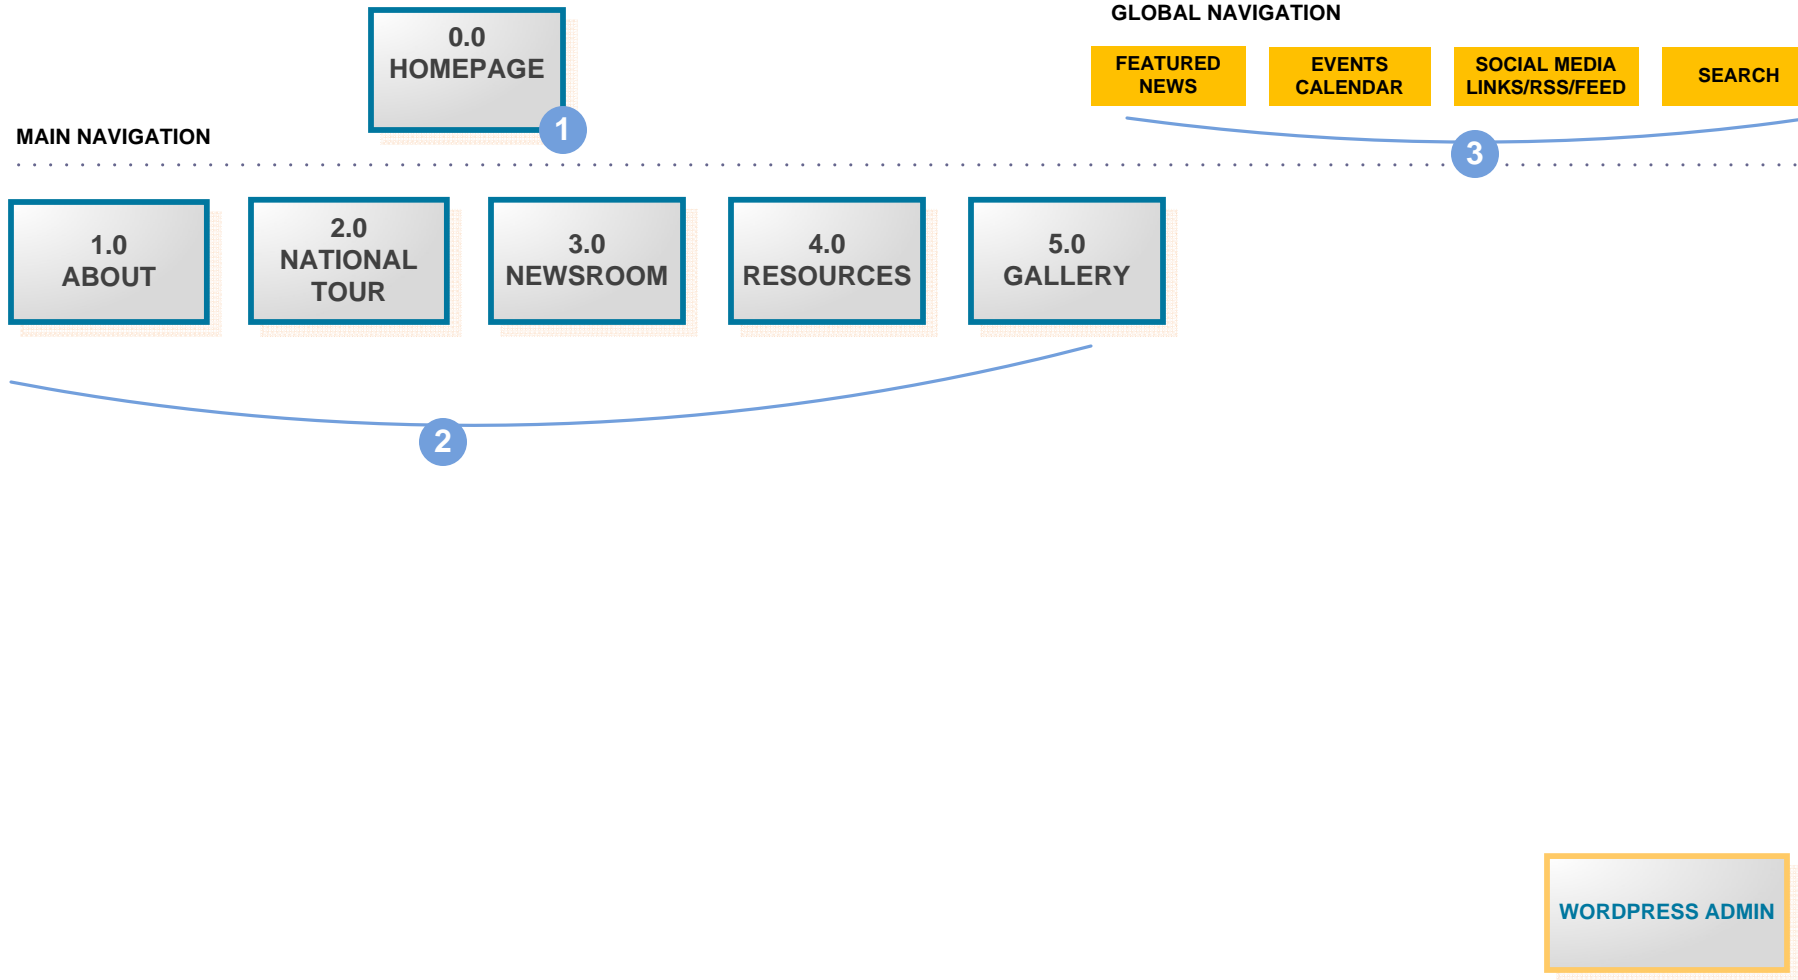 GLOBAL NAVIGATION
0.0
HOMEPAGE
1
FEATURED
NEWS
EVENTS
CALENDAR
SOCIAL MEDIA
LINKS/RSS/FEED
SEARCH
3
MAIN NAVIGATION
1.0
ABOUT
2.0
NATIONAL
TOUR
3.0
NEWSROOM
4.0
RESOURCES
5.0
GALLERY
2
WORDPRESS ADMIN